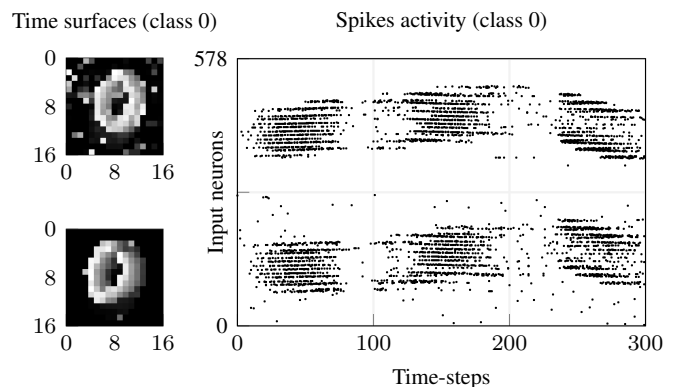 Time surfaces (class 0)
Spikes activity (class 0)
0
8
16
0 8 16
0
8
16
0 8 16
578
Input neurons
0
0 100 200 300
Time-steps